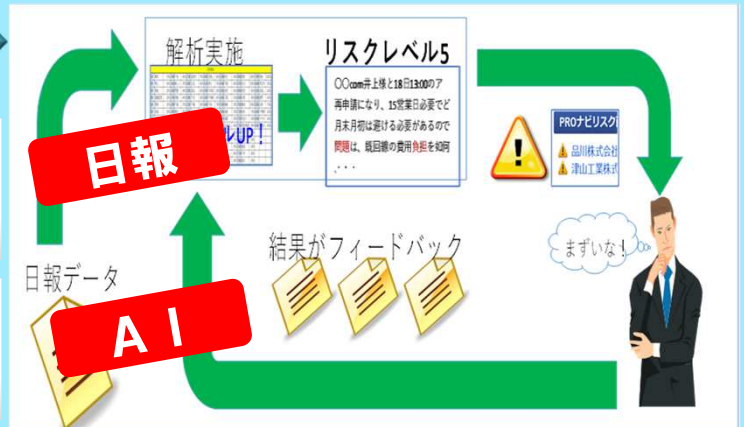 解析実施
リスクレベル5
〇〇com井上様と18日13:00のア
再申請になり、15営業日必要でど
月末月初は避ける必要があるので
問題は、既回線の費用負担を如何
、・・・
ルUP！
日報
PROナビリスク
品川株式会社
津山工業株式
まずいな！
結果がフィードバック
日報データ
ＡＩ